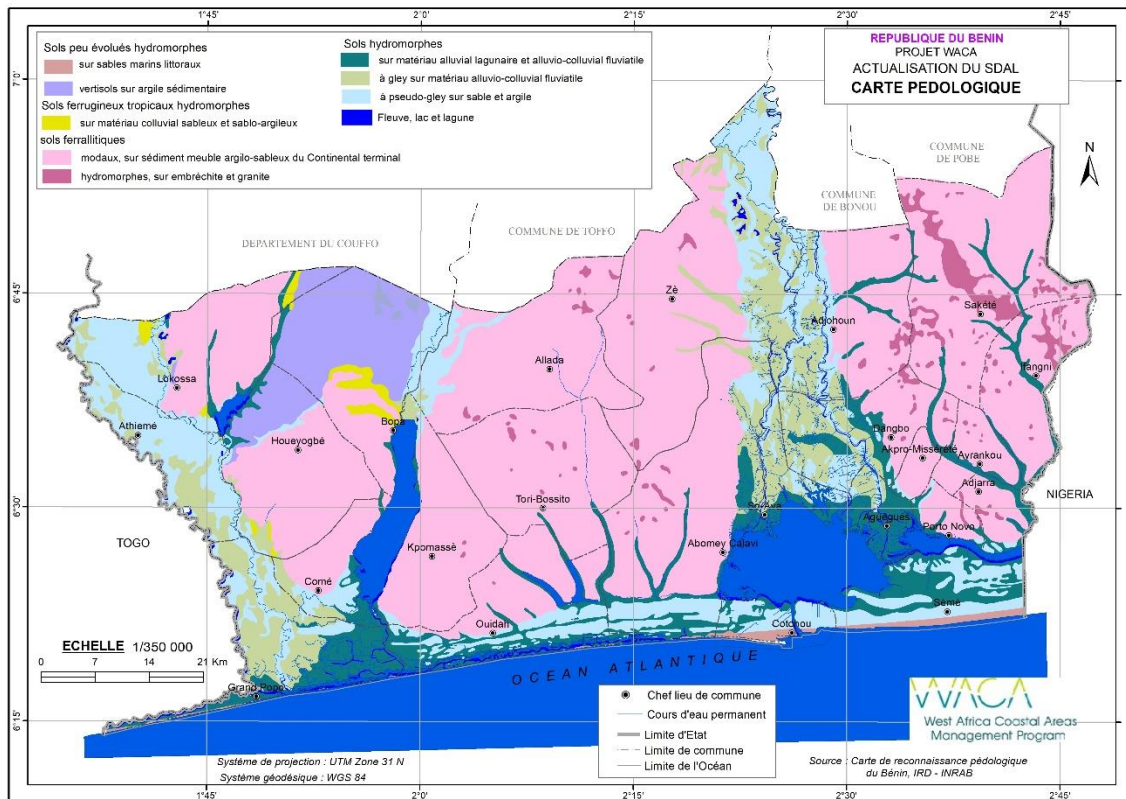 1°45'
2°0'
2°15'
2°30'
2°45'
REPUBLIQUE DU BENIN
PROJET WACA
ACTUALISATION DU SDAL
CARTE PEDOLOGIQUE
Sols peu évolués hydromorphes
sur sables marins littoraux
vertisols sur argile sédimentaire
Sols ferrugineux tropicaux hydromorphes
sur matériau colluvial sableux et sablo-argileux
sols ferrallitiques
modaux, sur sédiment meuble argilo-sableux du Continental terminal
hydromorphes, sur embréchite et granite
Sols hydromorphes
sur matériau alluvial lagunaire et alluvio-colluvial fluviatile
à gley sur matériau alluvio-colluvial fluviatile
à pseudo-gley sur sable et argile
Fleuve, lac et lagune
7°0'
7°0'
N
COMMUNE
DE POBE
COMMUNE
DE BONOU
COMMUNE DE TOFFO
DEPARTEMENT DU COUFFO
6°45'
6°45'
Zè
Sakété
Adjohoun
Allada
Ifangni
Lokossa
Athiémé
Bopa
Houeyogbé
Dangbo
Akpro-Missérété
Avrankou
Adjarra
NIGERIA
6°30'
6°30'
Tori-Bossito
So-Ava
Aguégués
Porto Novo
TOGO
Kpomassè
Abomey Calavi
Comé
Sèmè
Ouidah
Cotonou
ECHELLE 1/350 000
0 7 14 21 Km
OCEAN ATLANTIQUE
Grand Popo
6°15'
6°15'
Chef lieu de commune
Cours d'eau permanent
Limite d'Etat
Limite de commune
Limite de l'Océan
WACA
West Africa Coastal Areas
Management Program
Système de projection : UTM Zone 31 N
Système géodésique : WGS 84
Source : Carte de reconnaissance pédologique
du Bénin, IRD - INRAB
1°45'
2°0'
2°15'
2°30'
2°45'